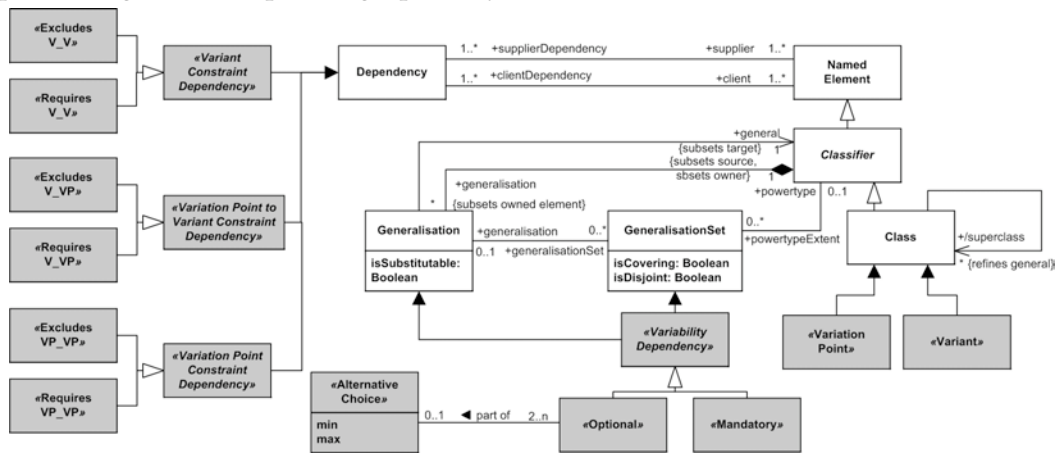 «Excludes
V_V»
«Requires
V_V»
«Variant
Constraint
Dependency»
Dependency
1..* +supplierDependency +supplier 1..*
1..* +clientDependency +client 1..*
Named
Element
«Excludes
V_VP»
«Requires
V_VP»
«Variation Point to
Variant Constraint
Dependency»
+general
{subsets target} 1
{subsets source,
sbsets owner} 1
Classifier
+generalisation
* {subsets owned element}
+powertype 0..1
Generalisation
isSubstitutable:
Boolean
+generalisation 0..*
0..1 +generalisationSet
GeneralisationSet
isCovering: Boolean
isDisjoint: Boolean
0..*
+powertypeExtent
Class
+/superclass
* {refines general}
«Excludes
VP_VP»
«Requires
VP_VP»
«Variation Point
Constraint
Dependency»
«Variability
Dependency»
«Variation
Point»
«Variant»
«Alternative
Choice»
min
max
0..1 ◄ part of 2..n
«Optional»
«Mandatory»